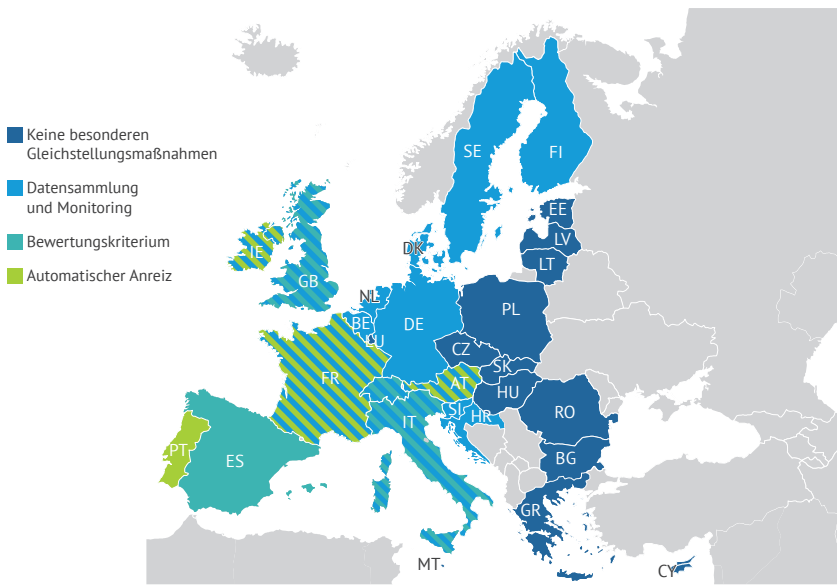 Keine besonderen
Gleichstellungsmaßnahmen
Datensammlung
und Monitoring
Bewertungskriterium
Automatischer Anreiz
SE
FI
EE
LV
LT
DK
IE
GB
NL
BE
LU
DE
PL
CZ
SK
AT
HU
FR
SI
HR
RO
IT
BG
PT
ES
GR
MT
CY